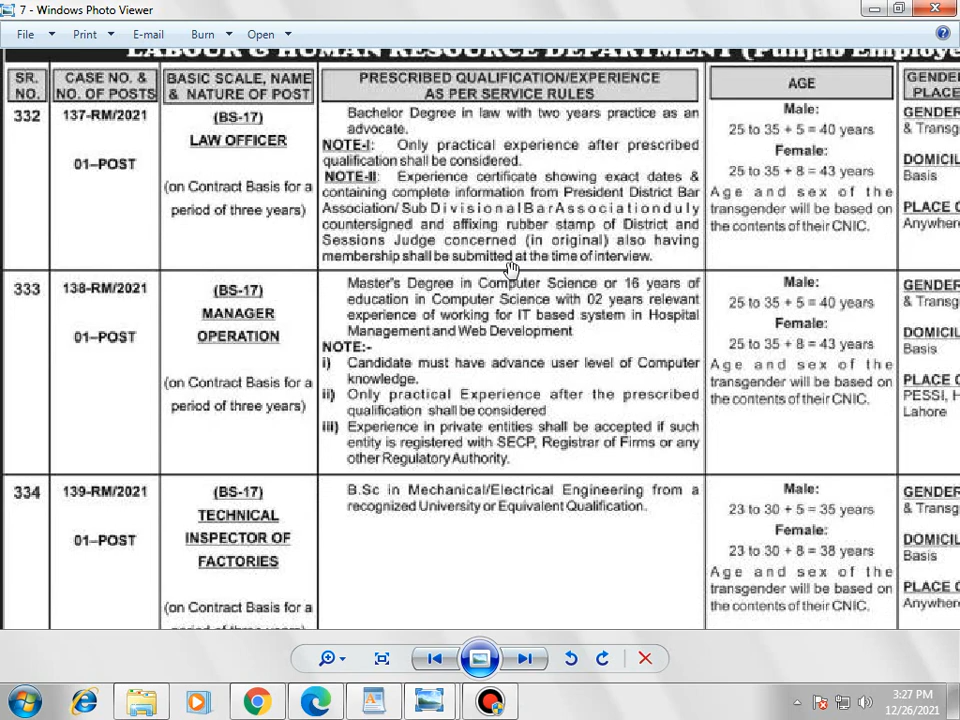 7 - Windows Photo Viewer
File Print E-mail Burn Open
LABOUR & HUMAN RESOURCE DEPARTMENT (Punjab Employe
SR. NO.
CASE NO. & NO. OF POSTS
BASIC SCALE, NAME & NATURE OF POST
PRESCRIBED QUALIFICATION/EXPERIENCE
AS PER SERVICE RULES
AGE
GENDER
PLACE
332
137-RM/2021
01–POST
(BS-17)
LAW OFFICER
(on Contract Basis for a
period of three years)
Bachelor Degree in law with two years practice as an
advocate.
NOTE-I: Only practical experience after prescribed
qualification shall be considered.
NOTE-II: Experience certificate showing exact dates &
containing complete information from President District Bar
Association/ Sub Divisional Bar Association duly
countersigned and affixing rubber stamp of District and
Sessions Judge concerned (in original) also having
membership shall be submitted at the time of interview.
Male:
25 to 35 + 5 = 40 years
Female:
25 to 35 + 8 = 43 years
Age and sex of the
transgender will be based on
the contents of their CNIC.
GENDER
& Transg
DOMICIL
Basis
PLACE O
Anywhere
333
138-RM/2021
01–POST
(BS-17)
MANAGER
OPERATION
(on Contract Basis for a
period of three years)
Master's Degree in Computer Science or 16 years of
education in Computer Science with 02 years relevant
experience of working for IT based system in Hospital
Management and Web Development
NOTE:-
i) Candidate must have advance user level of Computer
knowledge.
ii) Only practical Experience after the prescribed
qualification shall be considered
iii) Experience in private entities shall be accepted if such
entity is registered with SECP, Registrar of Firms or any
other Regulatory Authority.
Male:
25 to 35 + 5 = 40 years
Female:
25 to 35 + 8 = 43 years
Age and sex of the
transgender will be based on
the contents of their CNIC.
GENDER
& Transg
DOMICIL
Basis
PLACE O
PESSI, H
Lahore
334
139-RM/2021
01–POST
(BS-17)
TECHNICAL
INSPECTOR OF
FACTORIES
(on Contract Basis for a
period of three years)
B.Sc in Mechanical/Electrical Engineering from a
recognized University or Equivalent Qualification.
Male:
23 to 30 + 5 = 35 years
Female:
23 to 30 + 8 = 38 years
Age and sex of the
transgender will be based on
the contents of their CNIC.
GENDER
& Transg
DOMICIL
Basis
PLACE O
Anywhere
3:27 PM
12/26/2021